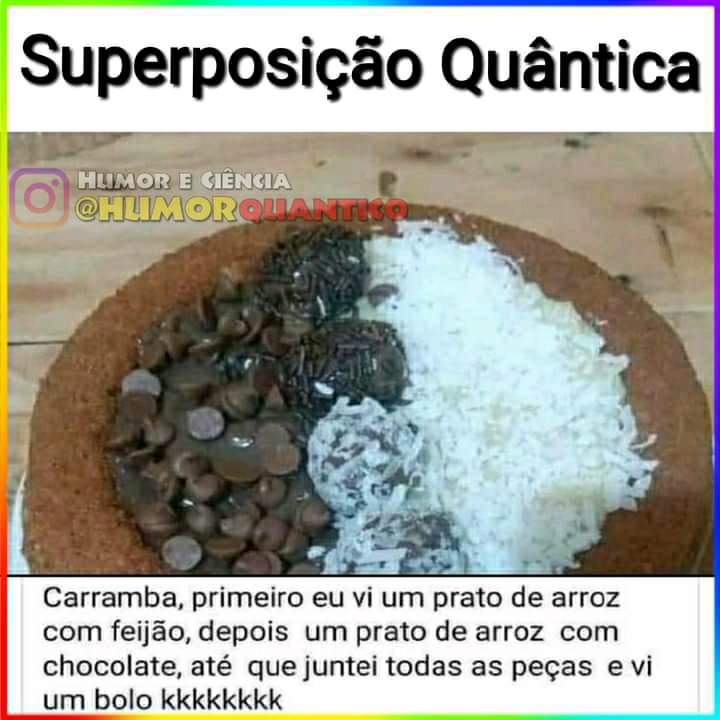 Superposição Quântica
HUMOR E CIÊNCIA
@HUMORQUANTICO
Carramba, primeiro eu vi um prato de arroz
com feijão, depois um prato de arroz com
chocolate, até que juntei todas as peças e vi
um bolo kkkkkkkk